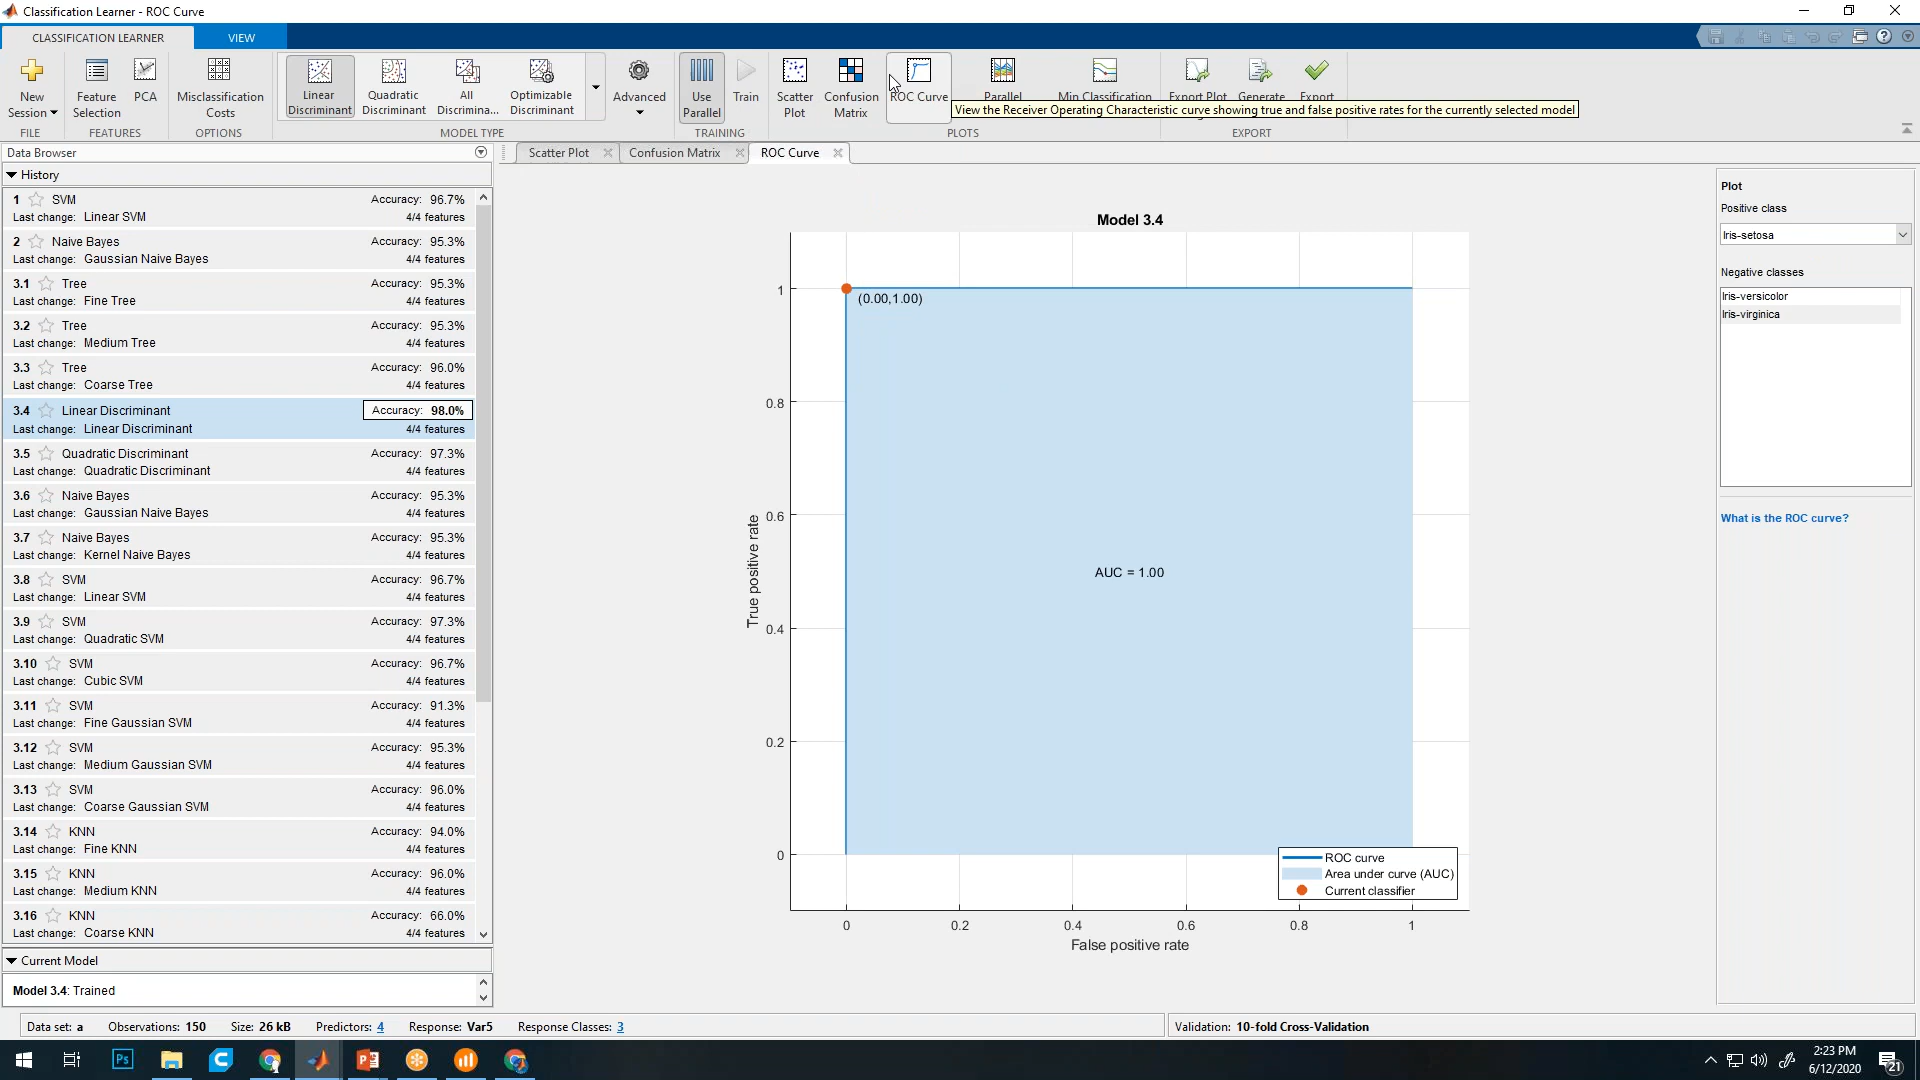 Classification Learner - ROC Curve
CLASSIFICATION LEARNER
VIEW
New Session
Feature Selection
PCA
Misclassification Costs
Linear Discriminant
Quadratic Discriminant
All Discrimina...
Optimizable Discriminant
Advanced
Use Parallel
Train
Scatter Plot
Confusion Matrix
ROC Curve
Parallel
Min Classification
Export Plot
Generate
Export
View the Receiver Operating Characteristic curve showing true and false positive rates for the currently selected model
FILE
FEATURES
OPTIONS
MODEL TYPE
TRAINING
PLOTS
EXPORT
Data Browser
Scatter Plot
Confusion Matrix
ROC Curve
History
1 SVM Accuracy: 96.7%
Last change: Linear SVM 4/4 features
2 Naive Bayes Accuracy: 95.3%
Last change: Gaussian Naive Bayes 4/4 features
3.1 Tree Accuracy: 95.3%
Last change: Fine Tree 4/4 features
3.2 Tree Accuracy: 95.3%
Last change: Medium Tree 4/4 features
3.3 Tree Accuracy: 96.0%
Last change: Coarse Tree 4/4 features
3.4 Linear Discriminant Accuracy: 98.0%
Last change: Linear Discriminant 4/4 features
3.5 Quadratic Discriminant Accuracy: 97.3%
Last change: Quadratic Discriminant 4/4 features
3.6 Naive Bayes Accuracy: 95.3%
Last change: Gaussian Naive Bayes 4/4 features
3.7 Naive Bayes Accuracy: 95.3%
Last change: Kernel Naive Bayes 4/4 features
3.8 SVM Accuracy: 96.7%
Last change: Linear SVM 4/4 features
3.9 SVM Accuracy: 97.3%
Last change: Quadratic SVM 4/4 features
3.10 SVM Accuracy: 96.7%
Last change: Cubic SVM 4/4 features
3.11 SVM Accuracy: 91.3%
Last change: Fine Gaussian SVM 4/4 features
3.12 SVM Accuracy: 95.3%
Last change: Medium Gaussian SVM 4/4 features
3.13 SVM Accuracy: 96.0%
Last change: Coarse Gaussian SVM 4/4 features
3.14 KNN Accuracy: 94.0%
Last change: Fine KNN 4/4 features
3.15 KNN Accuracy: 96.0%
Last change: Medium KNN 4/4 features
3.16 KNN Accuracy: 66.0%
Last change: Coarse KNN 4/4 features
Current Model
Model 3.4: Trained
Model 3.4
1
0.8
0.6
0.4
0.2
0
True positive rate
(0.00,1.00)
AUC = 1.00
ROC curve
Area under curve (AUC)
Current classifier
0 0.2 0.4 0.6 0.8 1
False positive rate
Plot
Positive class
Iris-setosa
Negative classes
Iris-versicolor
Iris-virginica
What is the ROC curve?
Data set: a Observations: 150 Size: 26 kB Predictors: 4 Response: Var5 Response Classes: 3
Validation: 10-fold Cross-Validation
Ps
2:23 PM
6/12/2020
21